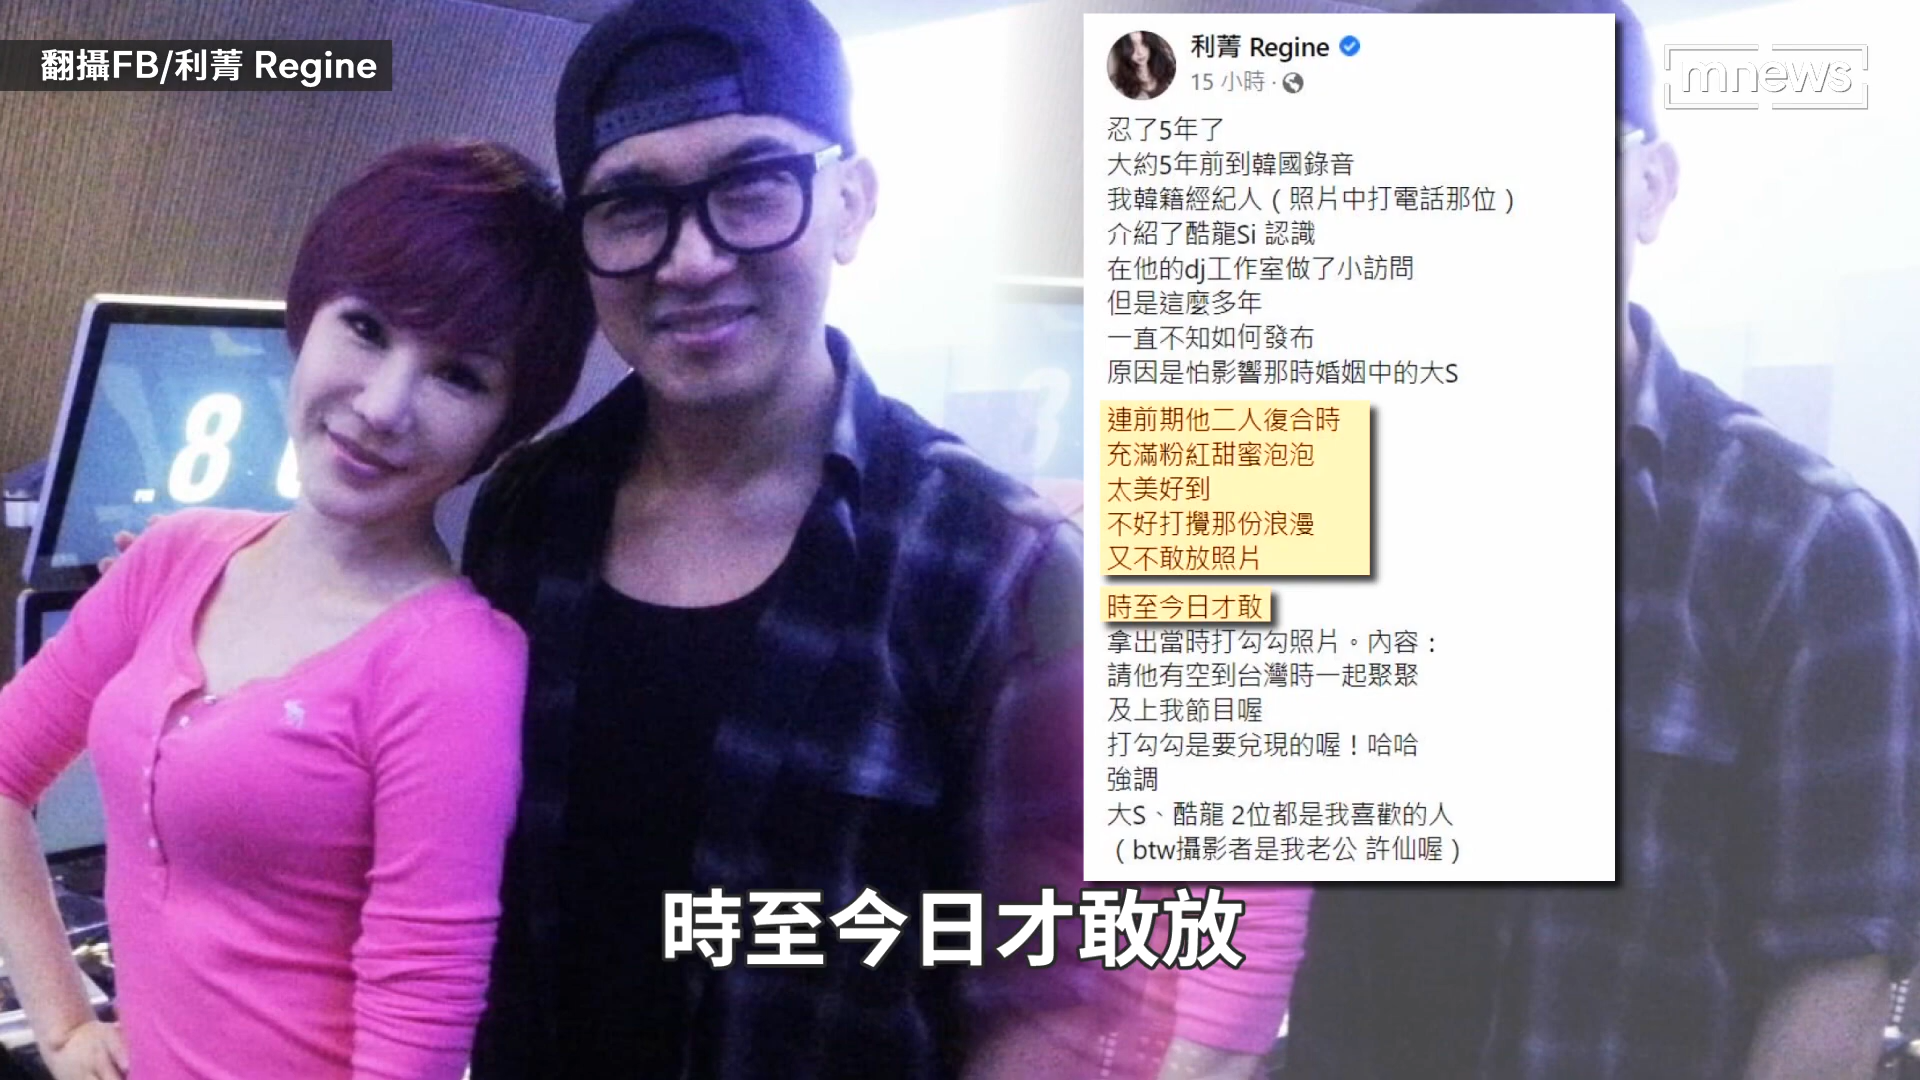 翻攝FB/利菁 Regine
mnews
利菁 Regine
15 小時 ·
忍了5年了
大約5年前到韓國錄音
我韓籍經紀人（照片中打電話那位）
介紹了酷龍Si 認識
在他的dj工作室做了小訪問
但是這麼多年
一直不知如何發布
原因是怕影響那時婚姻中的大S
連前期他二人復合時
充滿粉紅甜蜜泡泡
太美好到
不好打攪那份浪漫
又不敢放照片
時至今日才敢
拿出當時打勾勾照片。內容：
請他有空到台灣時一起聚聚
及上我節目喔
打勾勾是要兌現的喔！哈哈
強調
大S、酷龍 2位都是我喜歡的人
（btw攝影者是我老公 許仙喔）
時至今日才敢放